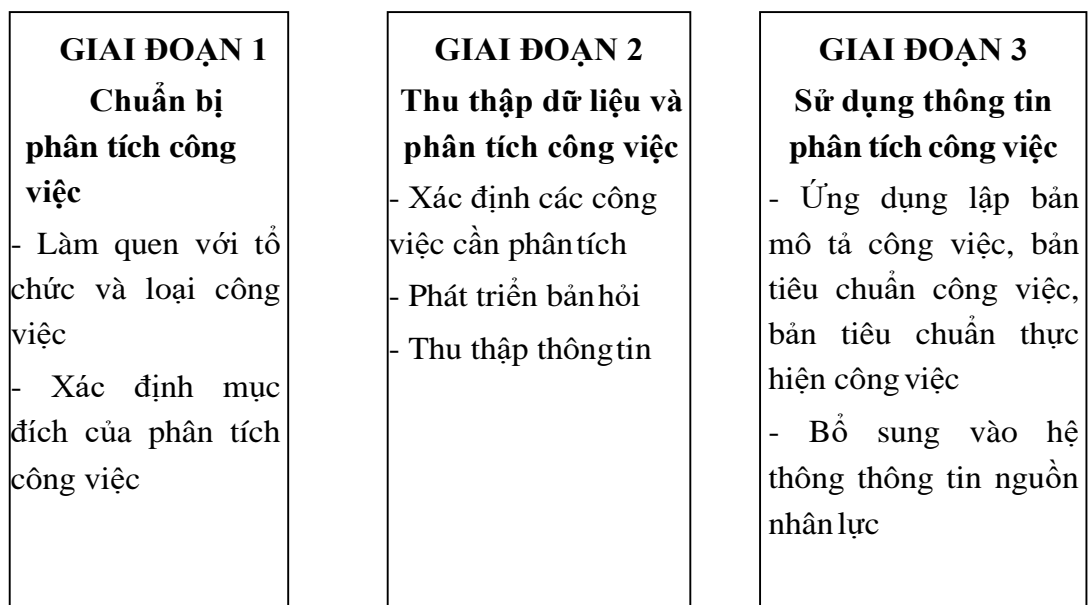 GIAI ĐOẠN 1
Chuẩn bị
phân tích công
việc
- Làm quen với tổ
chức và loại công
việc
- Xác định mục
đích của phân tích
công việc
GIAI ĐOẠN 2
Thu thập dữ liệu và
phân tích công việc
- Xác định các công
việc cần phân tích
- Phát triển bản hỏi
- Thu thập thông tin
GIAI ĐOẠN 3
Sử dụng thông tin
phân tích công việc
- Ứng dụng lập bản
mô tả công việc, bản
tiêu chuẩn công việc,
bản tiêu chuẩn thực
hiện công việc
- Bổ sung vào hệ
thông thông tin nguồn
nhân lực